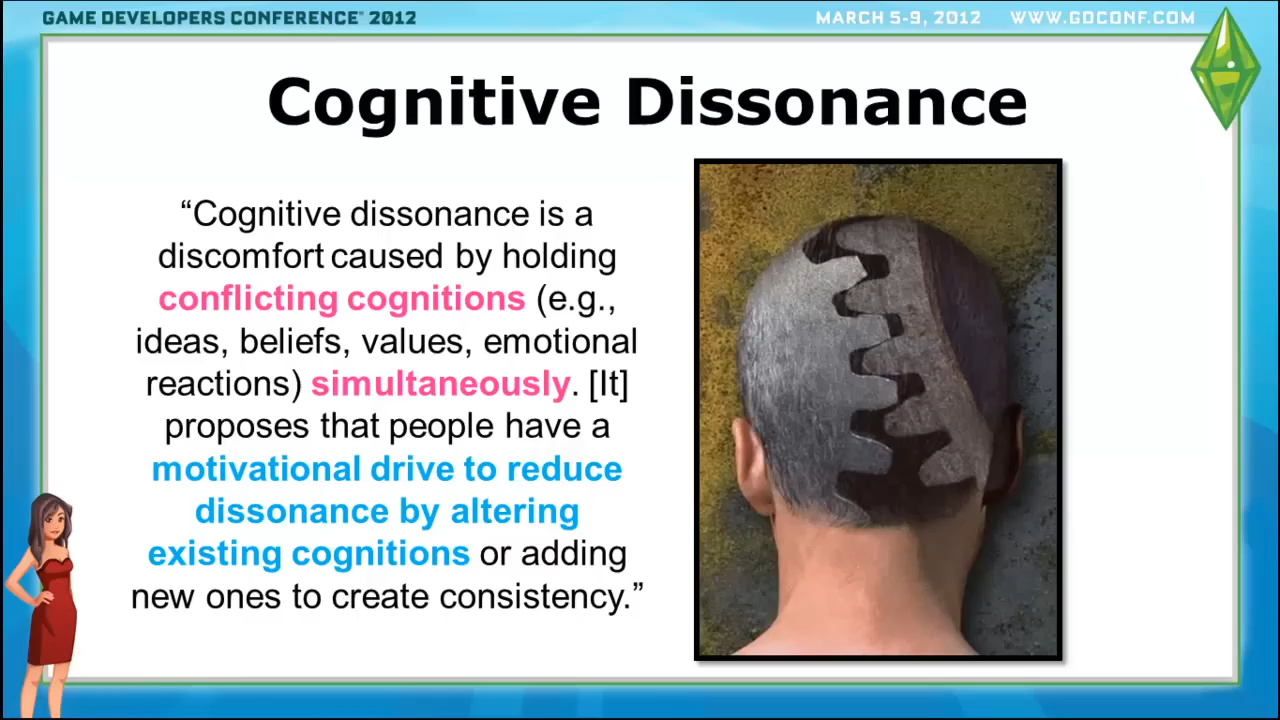 GAME DEVELOPERS CONFERENCE® 2012
MARCH 5-9, 2012 WWW.GDCONF.COM
Cognitive Dissonance
“Cognitive dissonance is a
discomfort caused by holding
conflicting cognitions (e.g.,
ideas, beliefs, values, emotional
reactions) simultaneously. [It]
proposes that people have a
motivational drive to reduce
dissonance by altering
existing cognitions or adding
new ones to create consistency.”